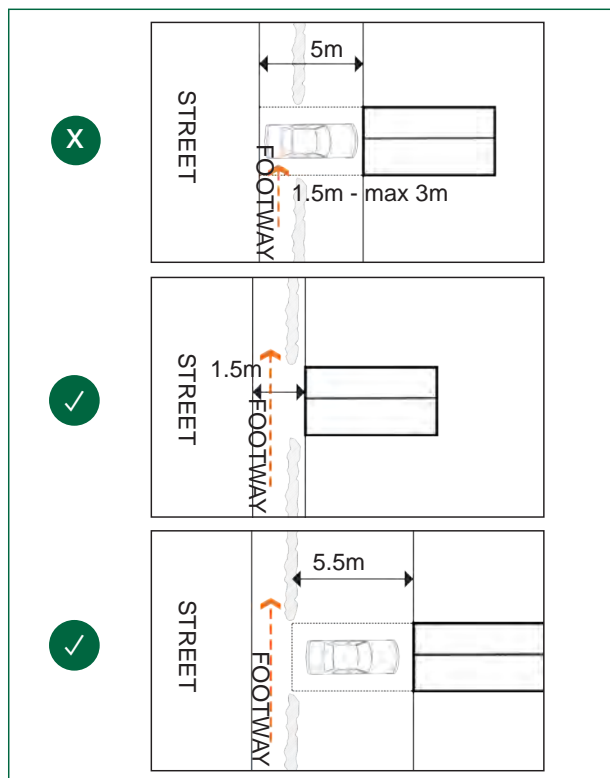 5m
STREET
FOOTWAY
X
1.5m - max 3m
STREET
1.5m
FOOTWAY
✓
5.5m
STREET
FOOTWAY
✓